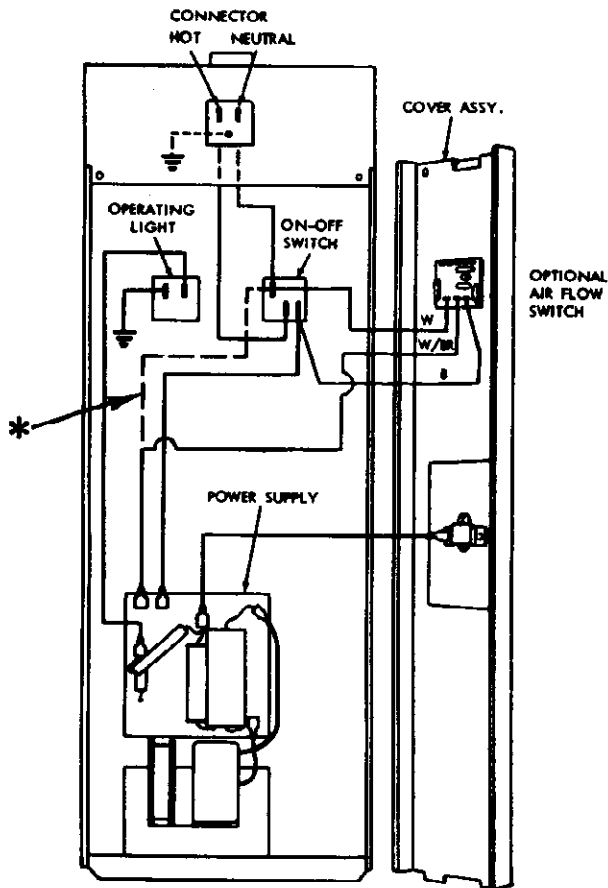 CONNECTOR
HOT NEUTRAL
COVER ASSY.
OPERATING
LIGHT
ON-OFF
SWITCH
OPTIONAL
AIR FLOW
SWITCH
W
W/BR
B
*
POWER SUPPLY